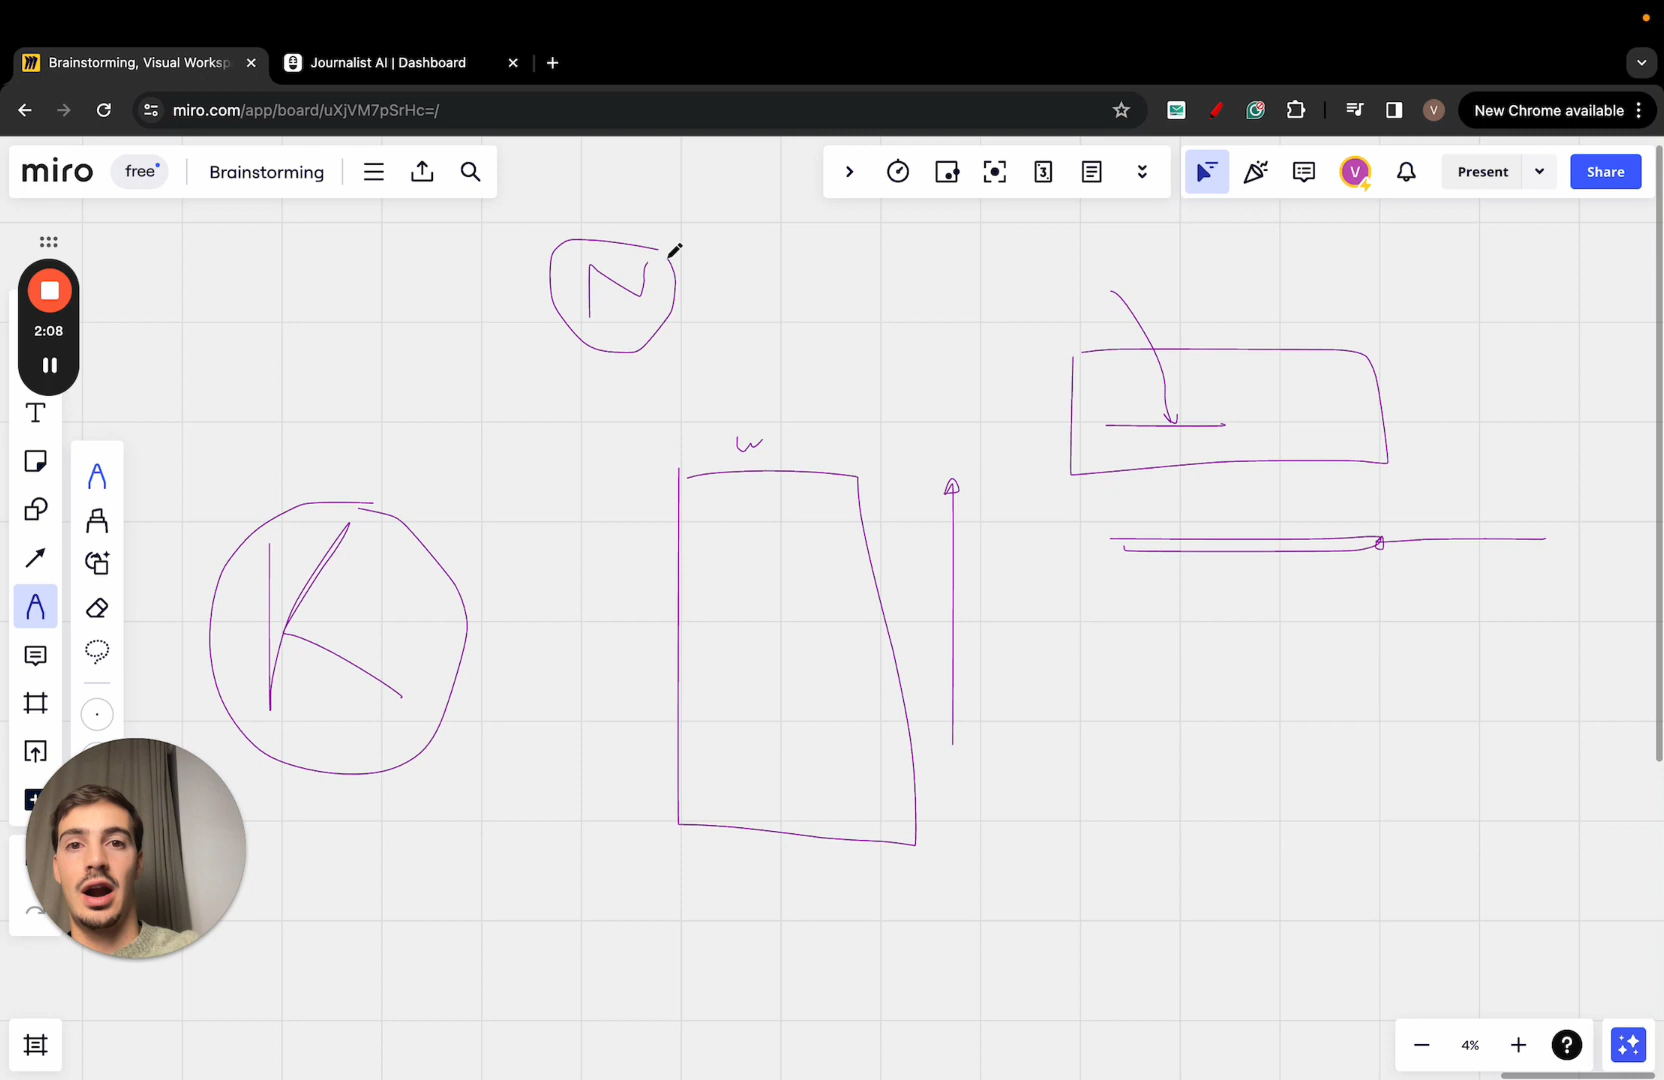 Brainstorming, Visual Worksp
Journalist AI | Dashboard
miro.com/app/board/uXjVM7pSrHc=/
V
New Chrome available
miro
free
Brainstorming
3
V
Present
Share
2:08
N
T
W
K
4%
?